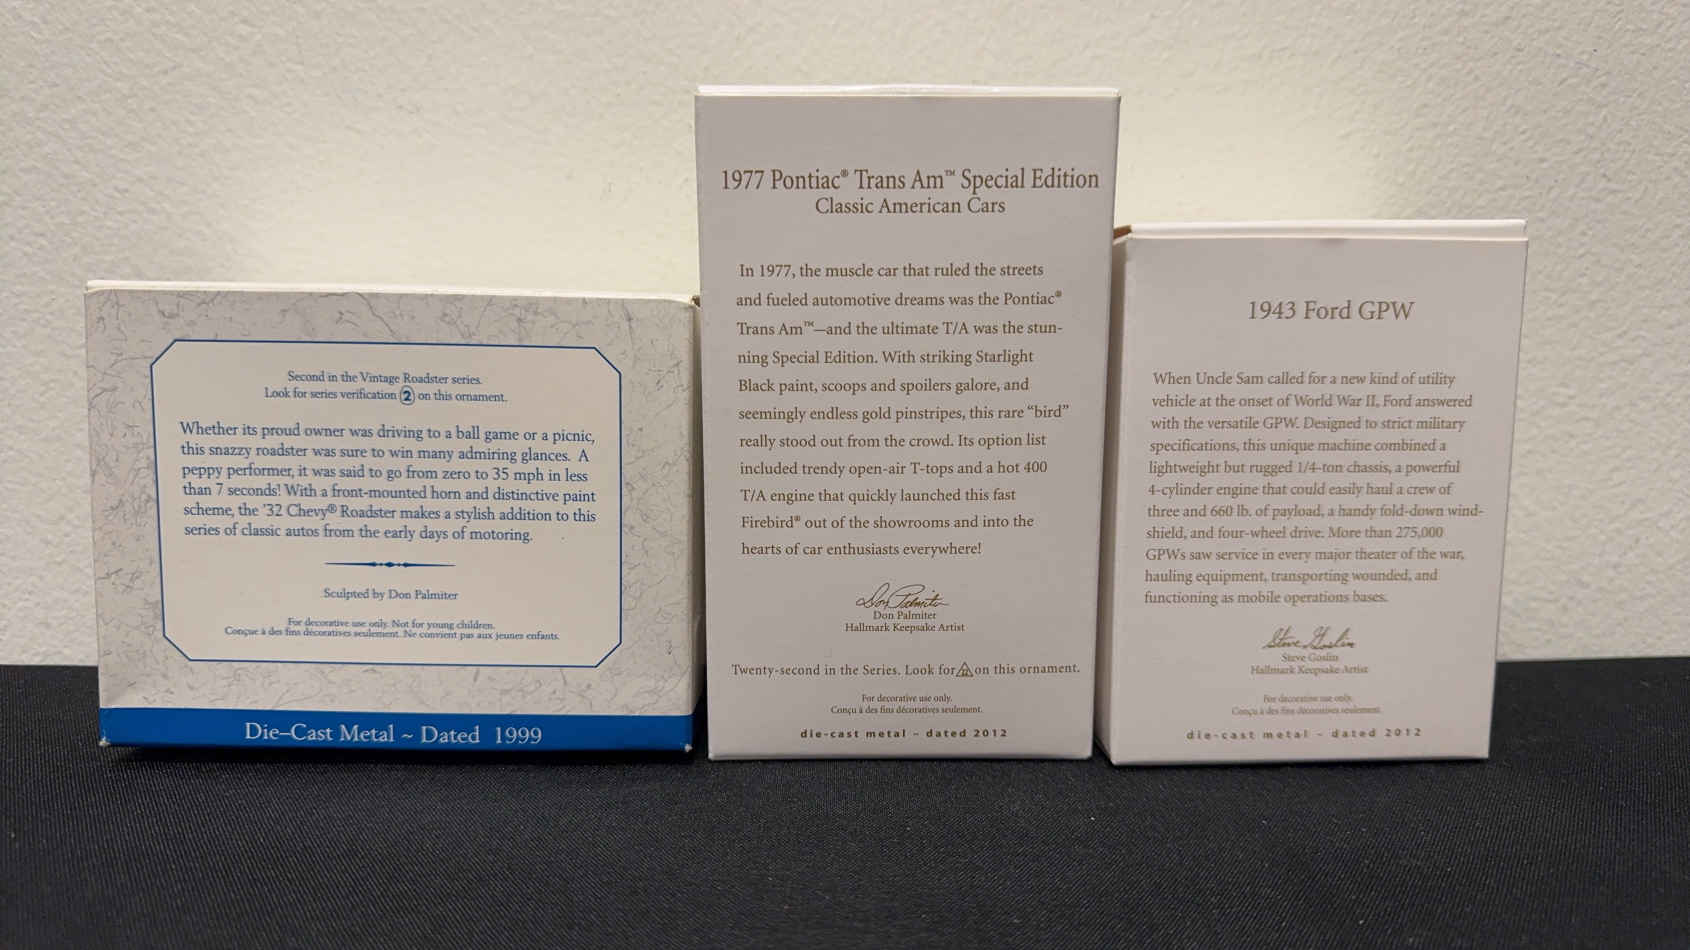 Second in the Vintage Roadster series.
Look for series verification 2 on this ornament.
Whether its proud owner was driving to a ball game or a picnic,
this snazzy roadster was sure to win many admiring glances. A
peppy performer, it was said to go from zero to 35 mph in less
than 7 seconds! With a front-mounted horn and distinctive paint
scheme, the '32 Chevy® Roadster makes a stylish addition to this
series of classic autos from the early days of motoring.
Sculpted by Don Palmiter
For decorative use only. Not for young children.
Conçue à des fins décoratives seulement. Ne convient pas aux jeunes enfants.
Die-Cast Metal ~ Dated 1999
1977 Pontiac® Trans Am™ Special Edition
Classic American Cars
In 1977, the muscle car that ruled the streets
and fueled automotive dreams was the Pontiac®
Trans Am™—and the ultimate T/A was the stun-
ning Special Edition. With striking Starlight
Black paint, scoops and spoilers galore, and
seemingly endless gold pinstripes, this rare “bird”
really stood out from the crowd. Its option list
included trendy open-air T-tops and a hot 400
T/A engine that quickly launched this fast
Firebird® out of the showrooms and into the
hearts of car enthusiasts everywhere!
Don Palmiter
Don Palmiter
Hallmark Keepsake Artist
Twenty-second in the Series. Look for on this ornament.
For decorative use only.
Conçu à des fins décoratives seulement.
die-cast metal ~ dated 2012
1943 Ford GPW
When Uncle Sam called for a new kind of utility
vehicle at the onset of World War II, Ford answered
with the versatile GPW. Designed to strict military
specifications, this unique machine combined a
lightweight but rugged 1/4-ton chassis, a powerful
4-cylinder engine that could easily haul a crew of
three and 660 lb. of payload, a handy fold-down wind-
shield, and four-wheel drive. More than 275,000
GPWs saw service in every major theater of the war,
hauling equipment, transporting wounded, and
functioning as mobile operations bases.
Steve Goslin
Steve Goslin
Hallmark Keepsake Artist
For decorative use only.
Conçu à des fins décoratives seulement.
die-cast metal ~ dated 2012